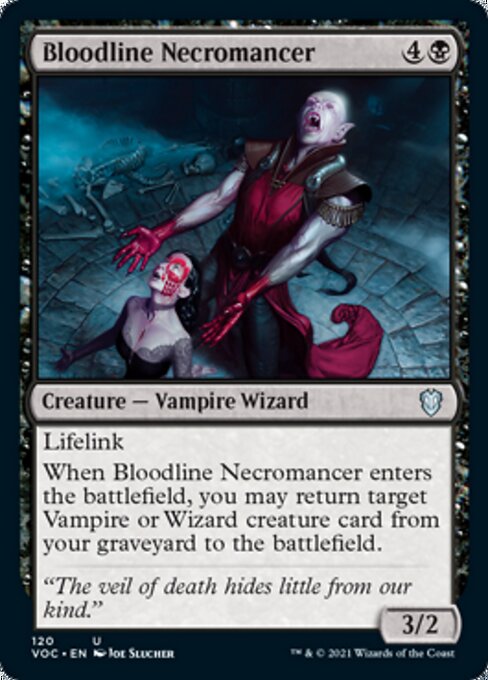 Bloodline Necromancer 4
Creature — Vampire Wizard
Lifelink
When Bloodline Necromancer enters
the battlefield, you may return target
Vampire or Wizard creature card from
your graveyard to the battlefield.
“The veil of death hides little from our
kind.”
3/2
120 U
VOC • EN Joe Slucher ™ & © 2021 Wizards of the Coast